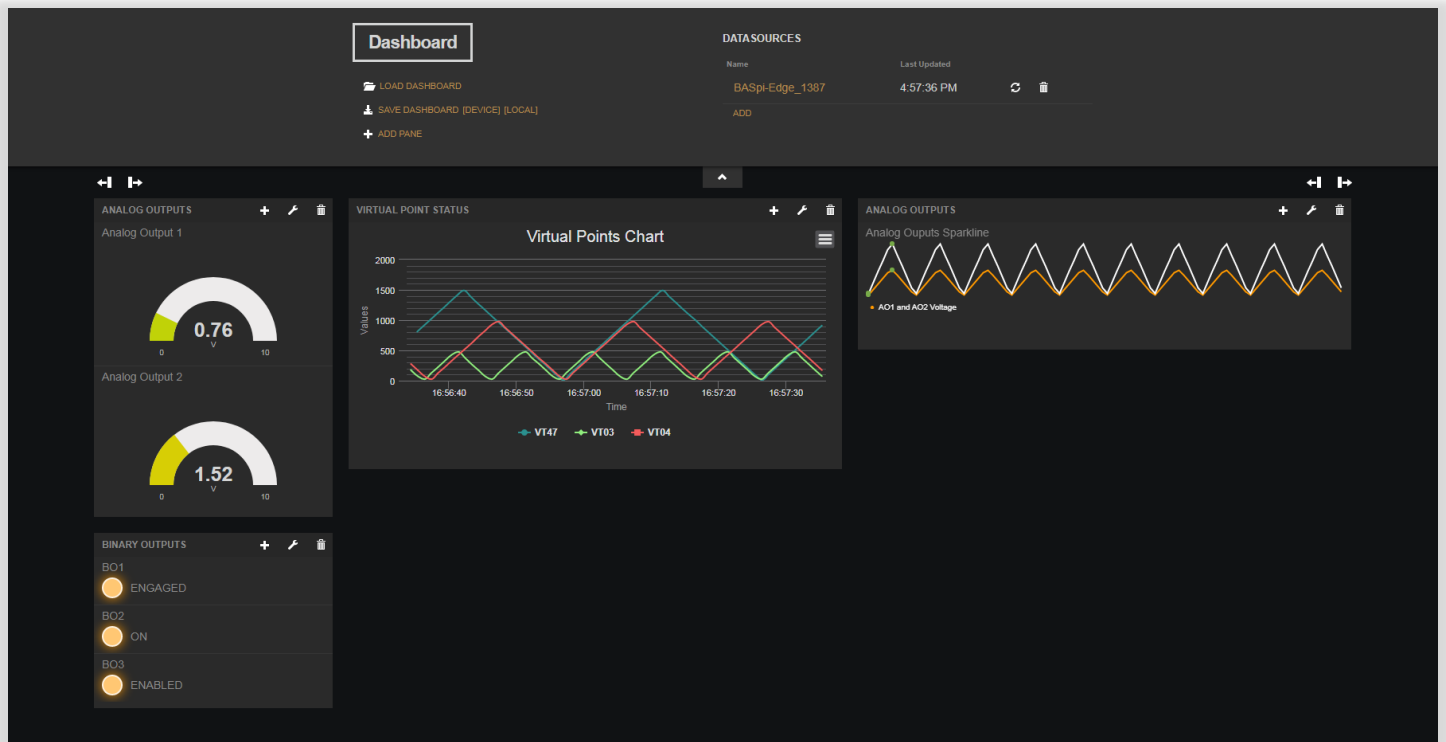 Dashboard
LOAD DASHBOARD
SAVE DASHBOARD [DEVICE] [LOCAL]
ADD PANE
DATASOURCES
Name Last Updated
BASpi-Edge_1387 4:57:36 PM
ADD
ANALOG OUTPUTS
Analog Output 1
0.76
V
0 10
Analog Output 2
1.52
V
0 10
BINARY OUTPUTS
BO1
ENGAGED
BO2
ON
BO3
ENABLED
VIRTUAL POINT STATUS
Virtual Points Chart
Values
2000
1500
1000
500
0
16:56:40 16:56:50 16:57:00 16:57:10 16:57:20 16:57:30
Time
VT47 VT03 VT04
ANALOG OUTPUTS
Analog Ouputs Sparkline
AO1 and AO2 Voltage